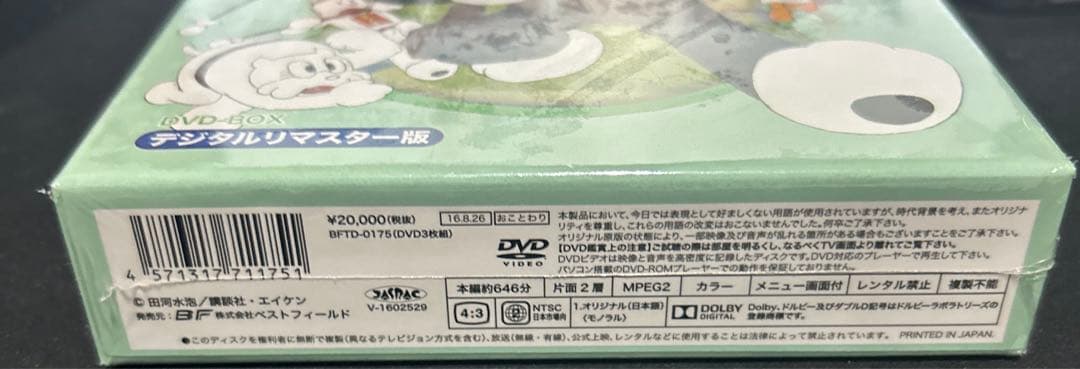 DVD-BOX
デジタルリマスター版
4 571317 711751
¥20,000(税抜)
BFTD-0175(DVD3枚組)
16.8.26
おことわり
本製品において、今日では表現として好ましくない用語が使用されていますが、時代背景を考え、またオリジナ
リティを尊重し、これらの用語の改変はおこないませんでした。何卒ご了承下さい。
オリジナル原版の状態により、一部映像及び音声が乱れる箇所がある場合もございますことをご了承下さい。
【DVD鑑賞上の注意】ご試聴の際は部屋を明るくし、なるべくTV画面より離れてご覧下さい。
DVDビデオは映像と音声を高密度に記録したディスクです。DVD対応のプレーヤーで再生して下さい。
パソコン搭載のDVD-ROMプレーヤーでの動作を保証しておりません。
DVD
VIDEO
© 田河水泡/講談社・エイケン
発売元: BF 株式会社ベストフィールド
JASRAC
V-1602529
本編約646分
片面2層
MPEG2
カラー
メニュー画面付
レンタル禁止
複製不能
4:3
2
NTSC
日本市場向
1.オリジナル(日本語)
〈モノラル〉
DOLBY
DIGITAL
Dolby、ドルビー及びダブルD記号はドルビーラボラトリーズの
登録商標です。
●このディスクを権利者に無断で複製(異なるテレビジョン方式を含む)、放送(無線・有線)、公式上映、レンタルなどに使用することは法律によって禁止されています。
PRINTED IN JAPAN.